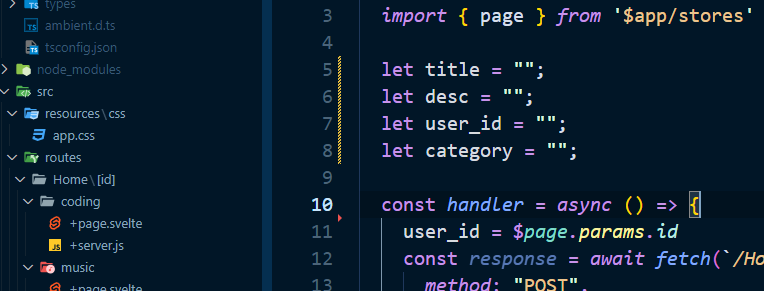 types
ambient.d.ts
tsconfig.json
node_modules
src
resources\css
app.css
routes
Home\[id]
coding
+page.svelte
+server.js
music
+page.svelte
3 import { page } from '$app/stores'
4
5 let title = "";
6 let desc = "";
7 let user_id = "";
8 let category = "";
9
10 const handler = async () => {
11 user_id = $page.params.id
12 const response = await fetch(`/Ho
13 method: "POST",